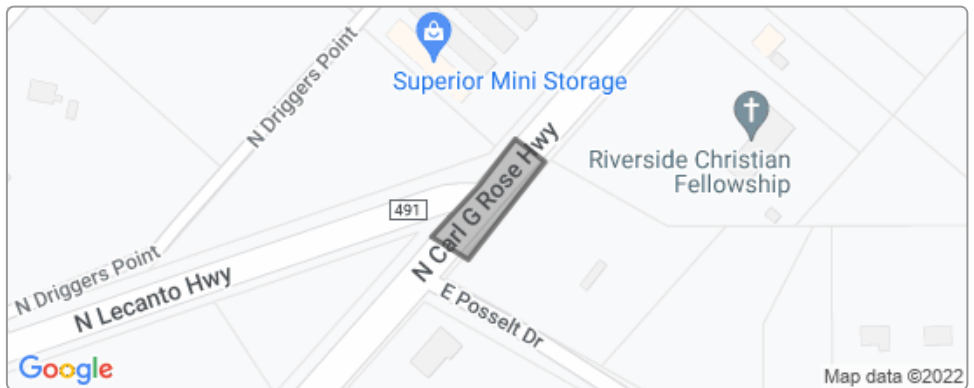 Superior Mini Storage
N Driggers Point
N Carl G Rose Hwy
Riverside Christian
Fellowship
491
N Driggers Point
N Lecanto Hwy
E Posselt Dr
Google
Map data ©2022